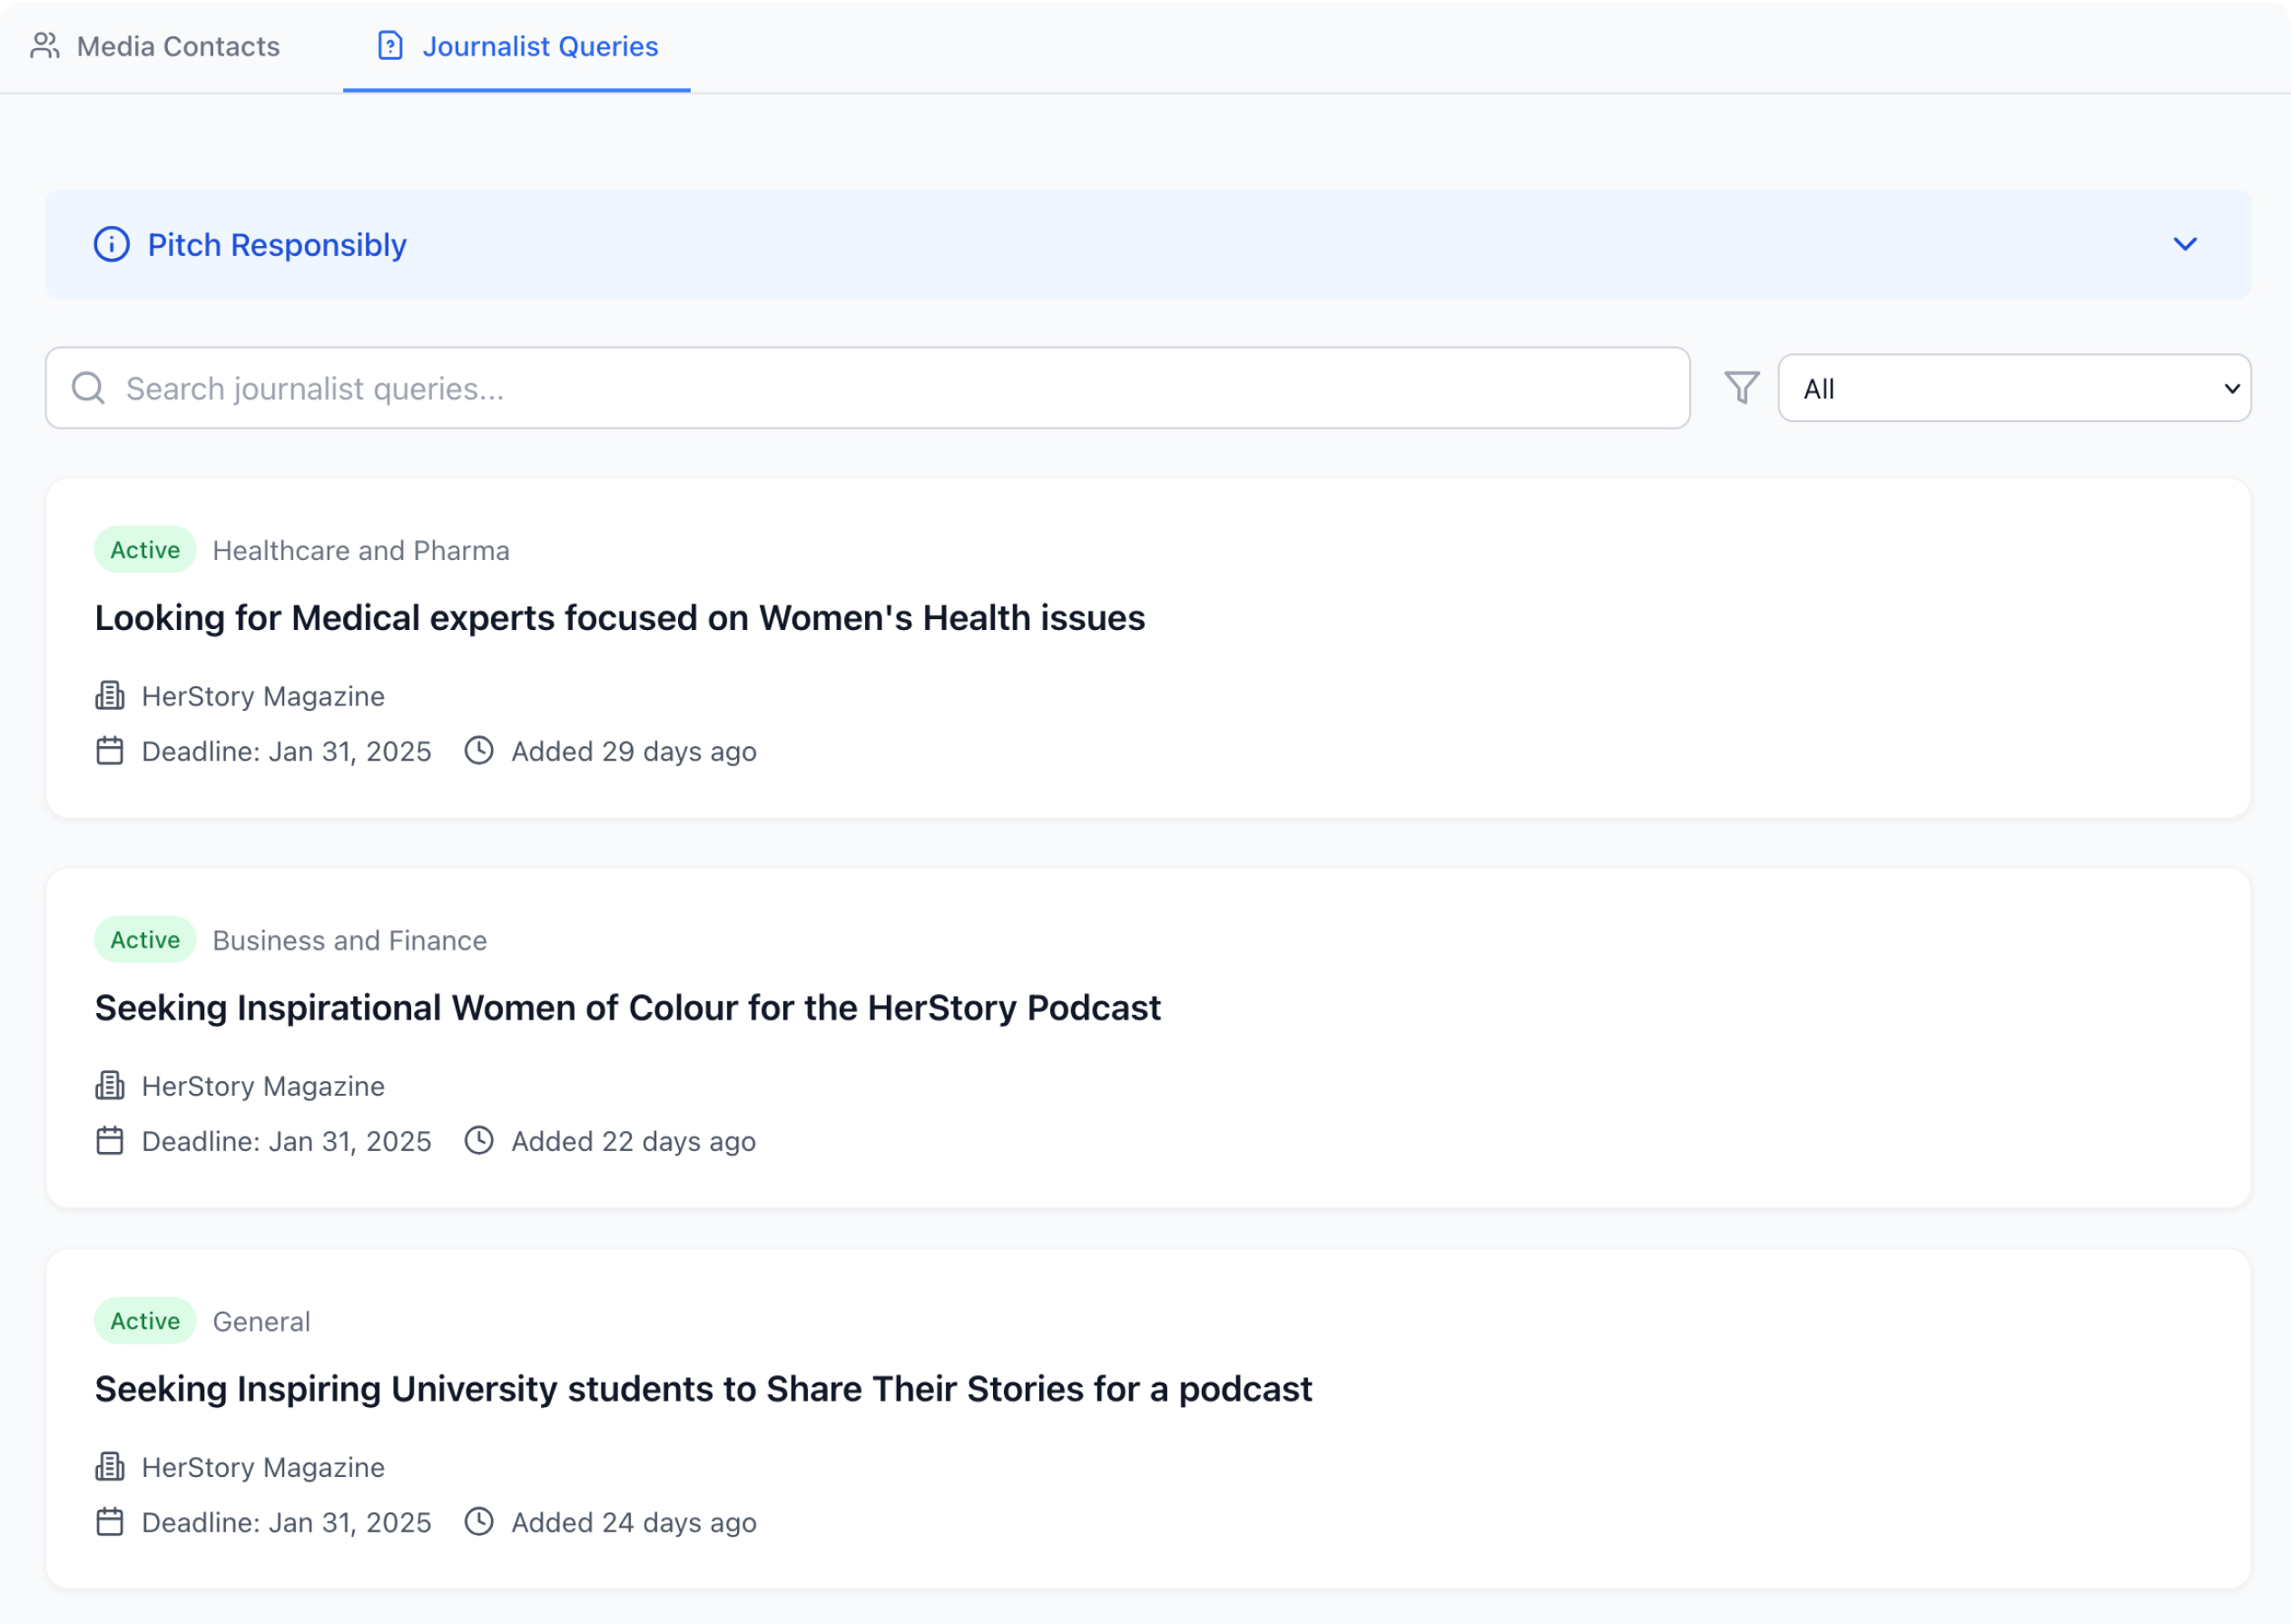 Media Contacts
Journalist Queries
Pitch Responsibly
Search journalist queries...
All
Active Healthcare and Pharma
Looking for Medical experts focused on Women's Health issues
HerStory Magazine
Deadline: Jan 31, 2025 Added 29 days ago
Active Business and Finance
Seeking Inspirational Women of Colour for the HerStory Podcast
HerStory Magazine
Deadline: Jan 31, 2025 Added 22 days ago
Active General
Seeking Inspiring University students to Share Their Stories for a podcast
HerStory Magazine
Deadline: Jan 31, 2025 Added 24 days ago